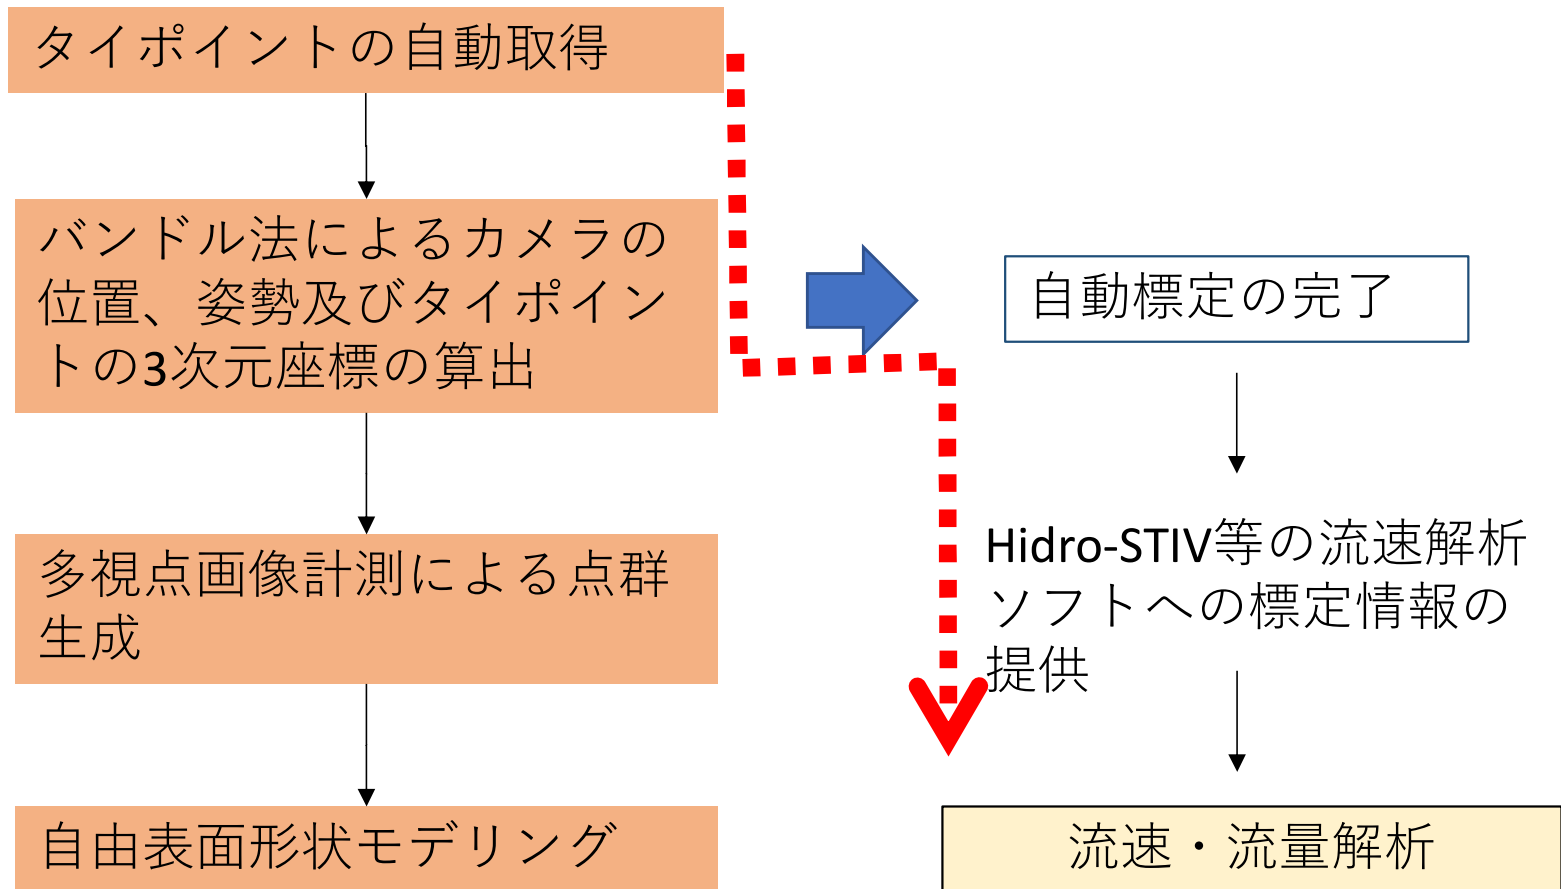 タイポイントの自動取得
バンドル法によるカメラの
位置、姿勢及びタイポイン
トの3次元座標の算出
多視点画像計測による点群
生成
自由表面形状モデリング
自動標定の完了
Hidro-STIV等の流速解析
ソフトへの標定情報の
提供
流速・流量解析